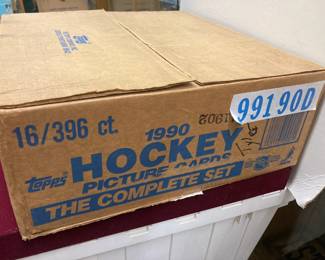 16/396 ct.
1990
HOCKEY
PICTURE CARDS
THE COMPLETE SET
Topps
99190D